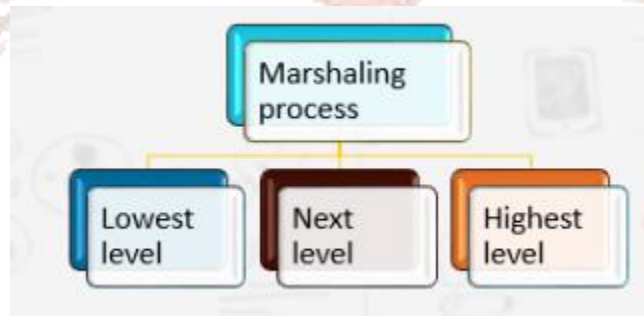 Marshaling
process
Lowest
level
Next
level
Highest
level